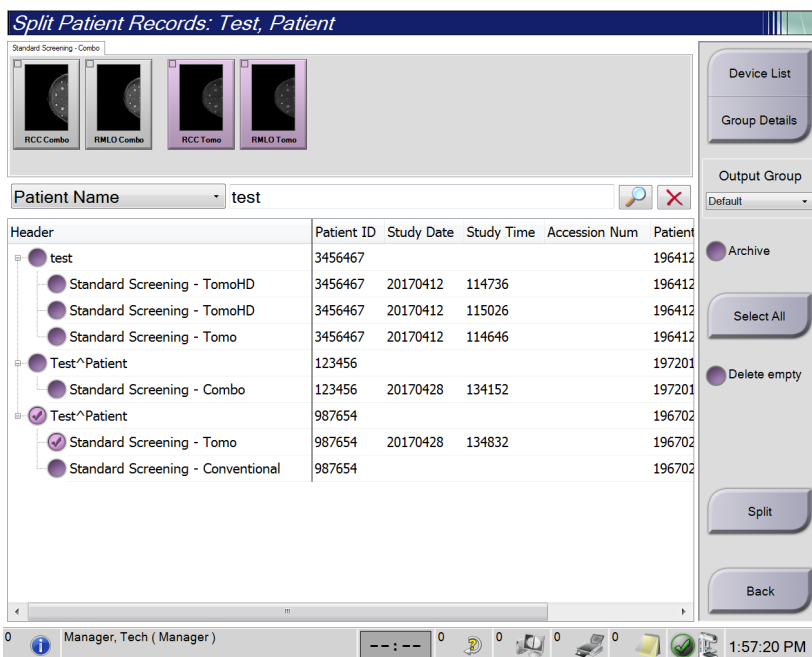 Split Patient Records: Test, Patient
Standard Screening - Combo
RCC Combo RMLO Combo RCC Tomo RMLO Tomo
Device List
Group Details
Output Group
Default
Patient Name test
Header Patient ID Study Date Study Time Accession Num Patient
test 3456467 196412
Standard Screening - TomoHD 3456467 20170412 114736 196412
Standard Screening - TomoHD 3456467 20170412 115026 196412
Standard Screening - Tomo 3456467 20170412 114646 196412
Test^Patient 123456 197201
Standard Screening - Combo 123456 20170428 134152 197201
Test^Patient 987654 196702
Standard Screening - Tomo 987654 20170428 134832 196702
Standard Screening - Conventional 987654 196702
Archive
Select All
Delete empty
Split
Back
0 Manager, Tech ( Manager ) --:-- 0 0 0 0 1:57:20 PM